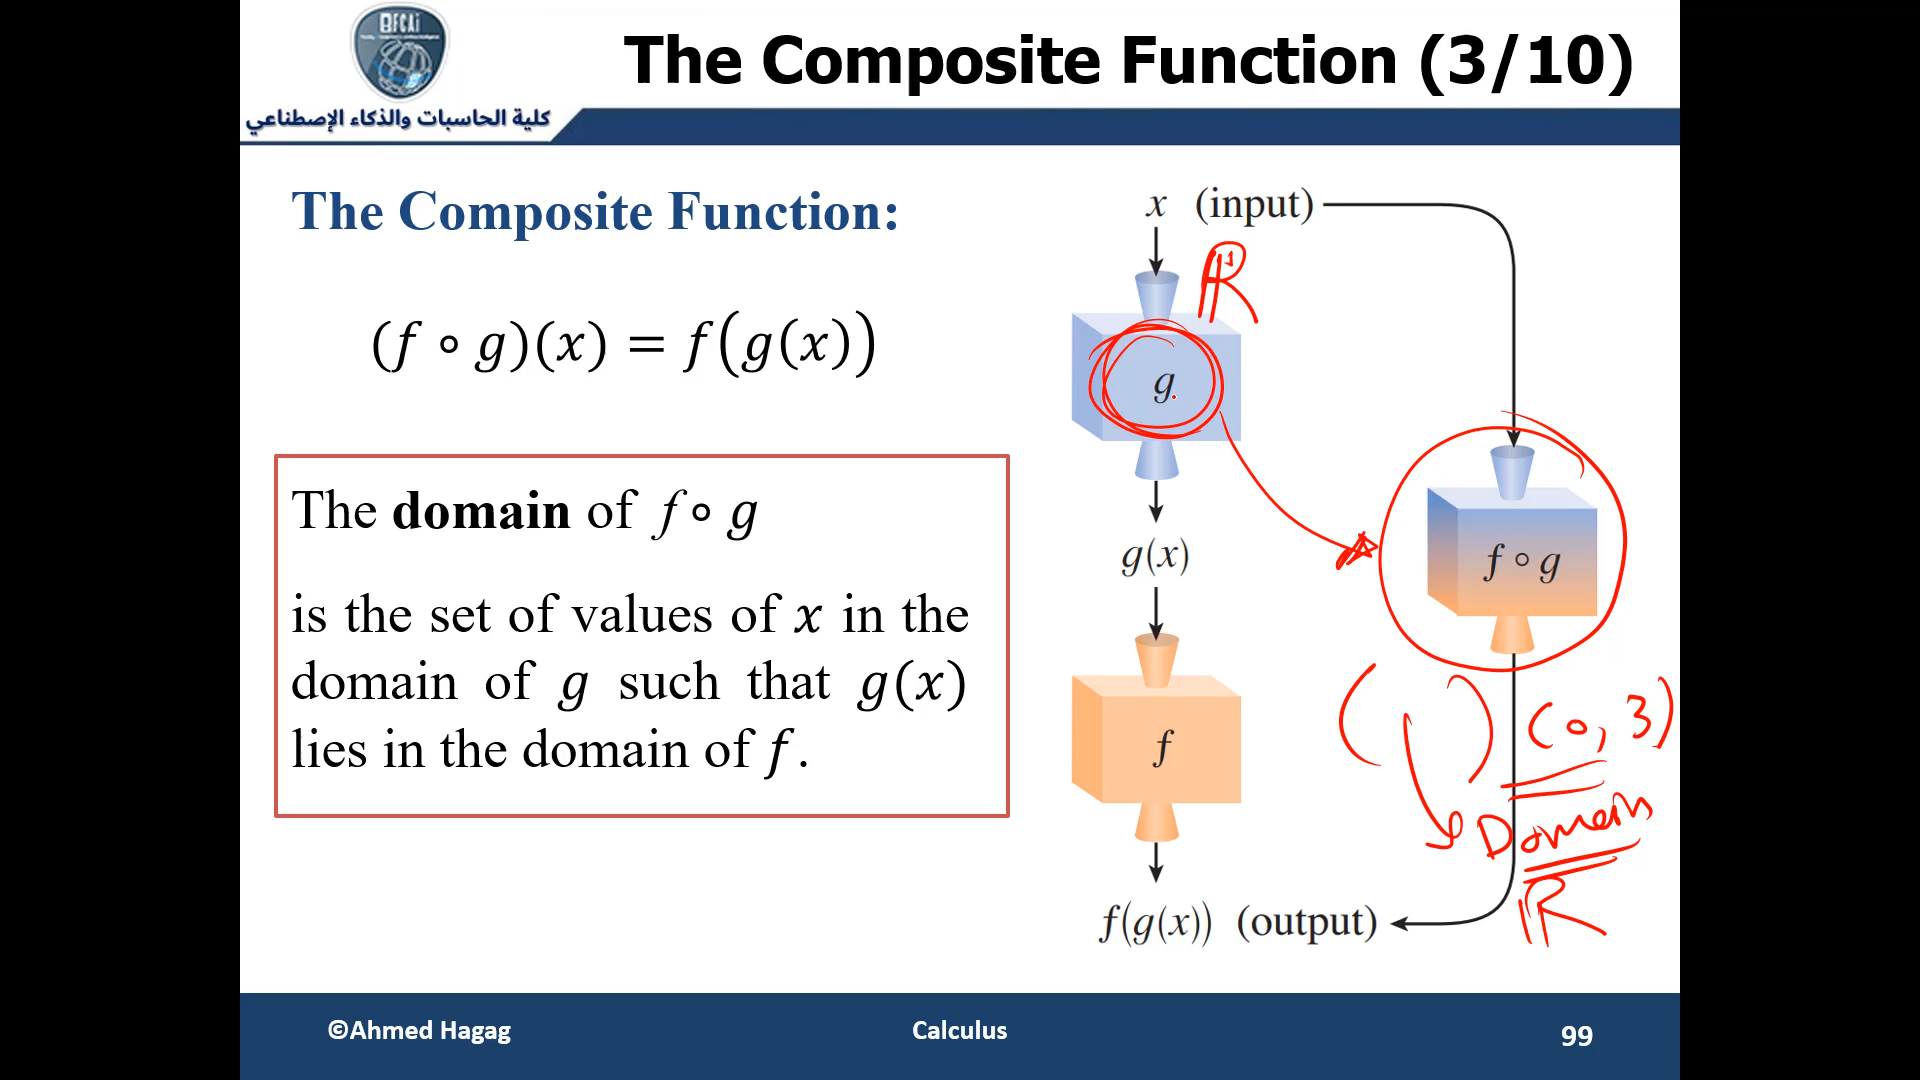 FCAi
كلية الحاسبات والذكاء الإصطناعي
The Composite Function (3/10)
The Composite Function:
(f ∘ g)(x) = f(g(x))
The domain of f ∘ g
is the set of values of x in the
domain of g such that g(x)
lies in the domain of f.
x (input)
ℝ
g
g(x)
f ∘ g
f
( ) (0, 3)
Domain
ℝ
f(g(x)) (output)
©Ahmed Hagag
Calculus
99